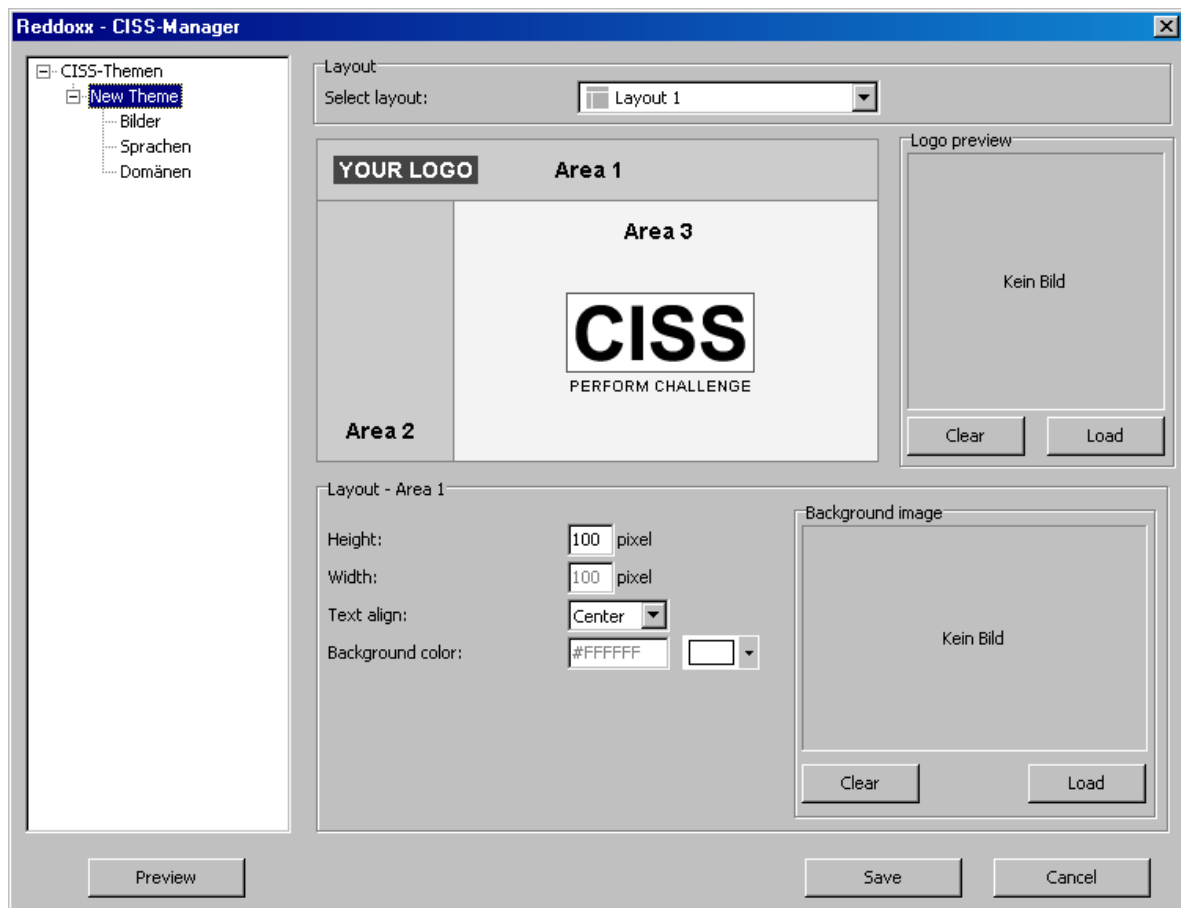 Reddoxx - CISS-Manager
CISS-Themen
New Theme
Bilder
Sprachen
Domänen
Layout
Select layout:
Layout 1
YOUR LOGO
Area 1
Area 3
CISS
PERFORM CHALLENGE
Area 2
Logo preview
Kein Bild
Clear
Load
Layout - Area 1
Height:
100 pixel
Width:
100 pixel
Text align:
Center
Background color:
#FFFFFF
Background image
Kein Bild
Clear
Load
Preview
Save
Cancel